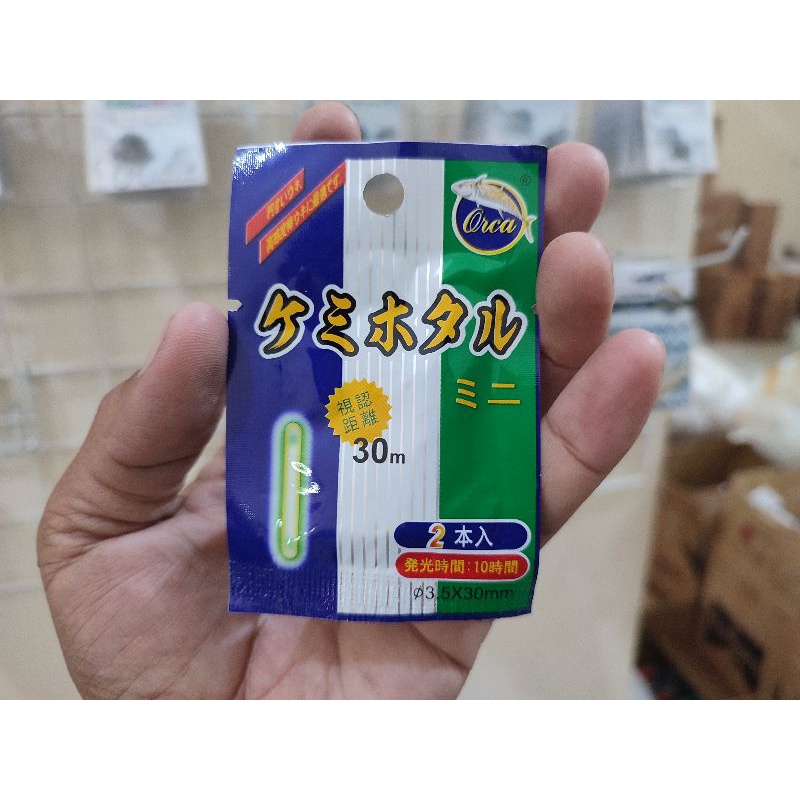 Orca
®
ケミホタル
ミニ
視認
距離
30m
2本入
発光時間:10時間
φ3.5X30mm